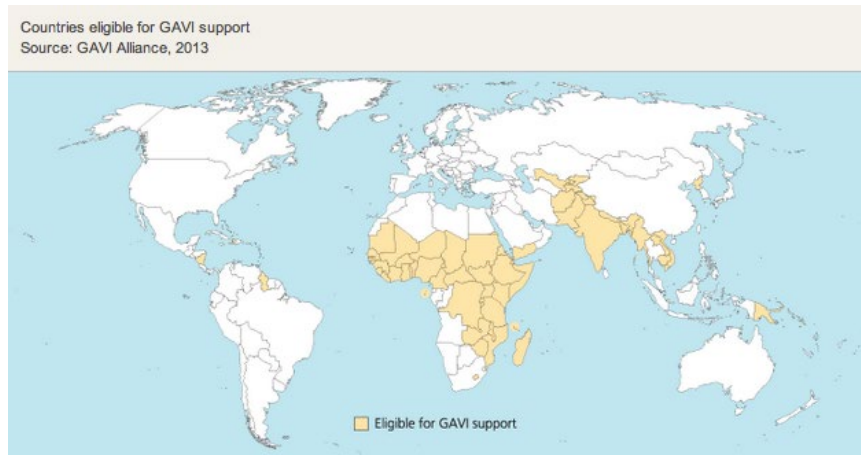 Countries eligible for GAVI support
Source: GAVI Alliance, 2013
Eligible for GAVI support